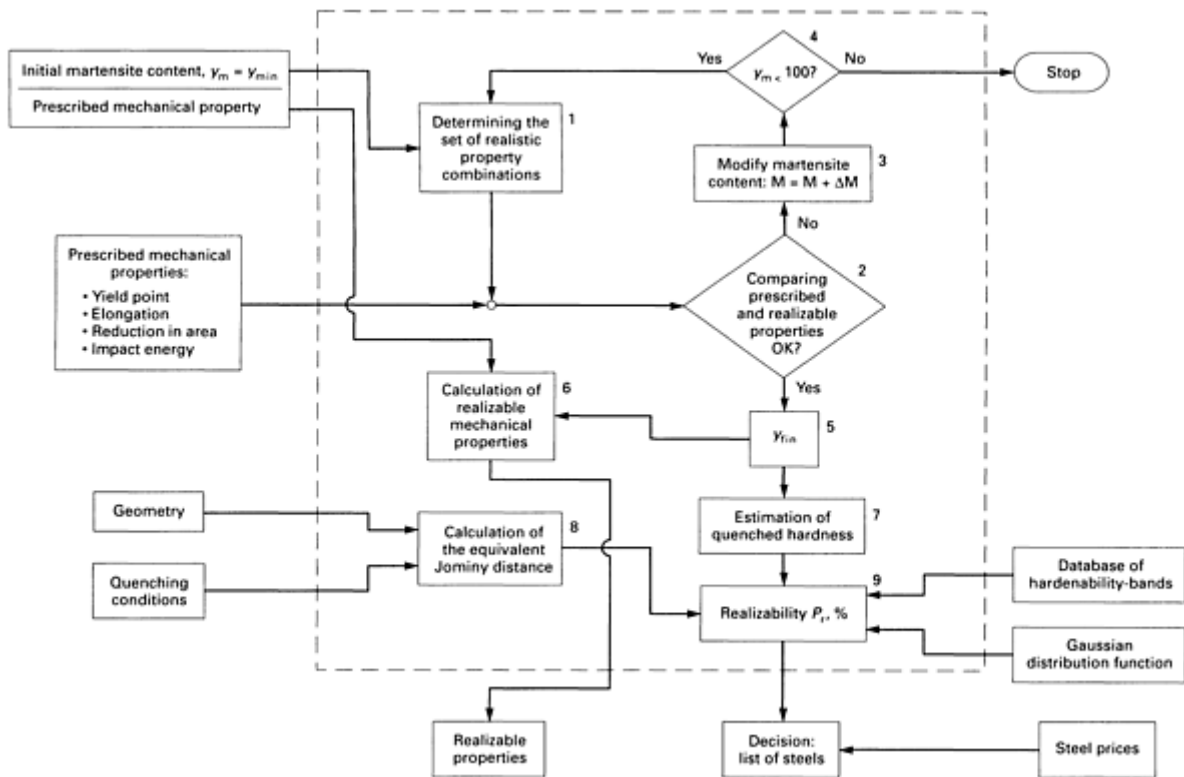 4
Yes
No
y_m < 100?
Stop
Initial martensite content, y_m = y_min
Prescribed mechanical property
1
Determining the
set of realistic
property
combinations
3
Modify martensite
content: M = M + ΔM
No
Prescribed mechanical
properties:
• Yield point
• Elongation
• Reduction in area
• Impact energy
2
Comparing
prescribed
and realizable
properties
OK?
Yes
6
Calculation of
realizable
mechanical
properties
5
y_fin
Geometry
Quenching
conditions
8
Calculation of
the equivalent
Jominy distance
7
Estimation of
quenched hardness
9
Realizability P_r, %
Database of
hardenability-bands
Gaussian
distribution function
Realizable
properties
Decision:
list of steels
Steel prices